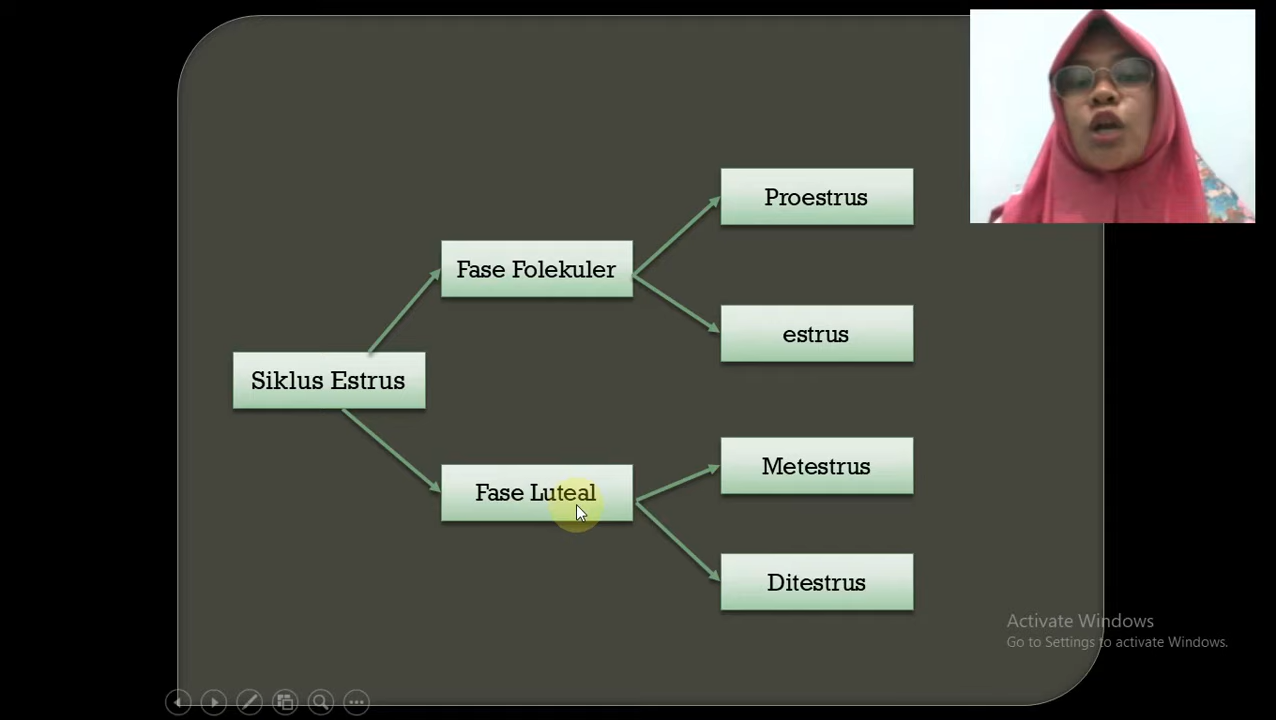 Proestrus
Fase Folekuler
estrus
Siklus Estrus
Metestrus
Fase Luteal
Ditestrus
Activate Windows
Go to Settings to activate Windows.